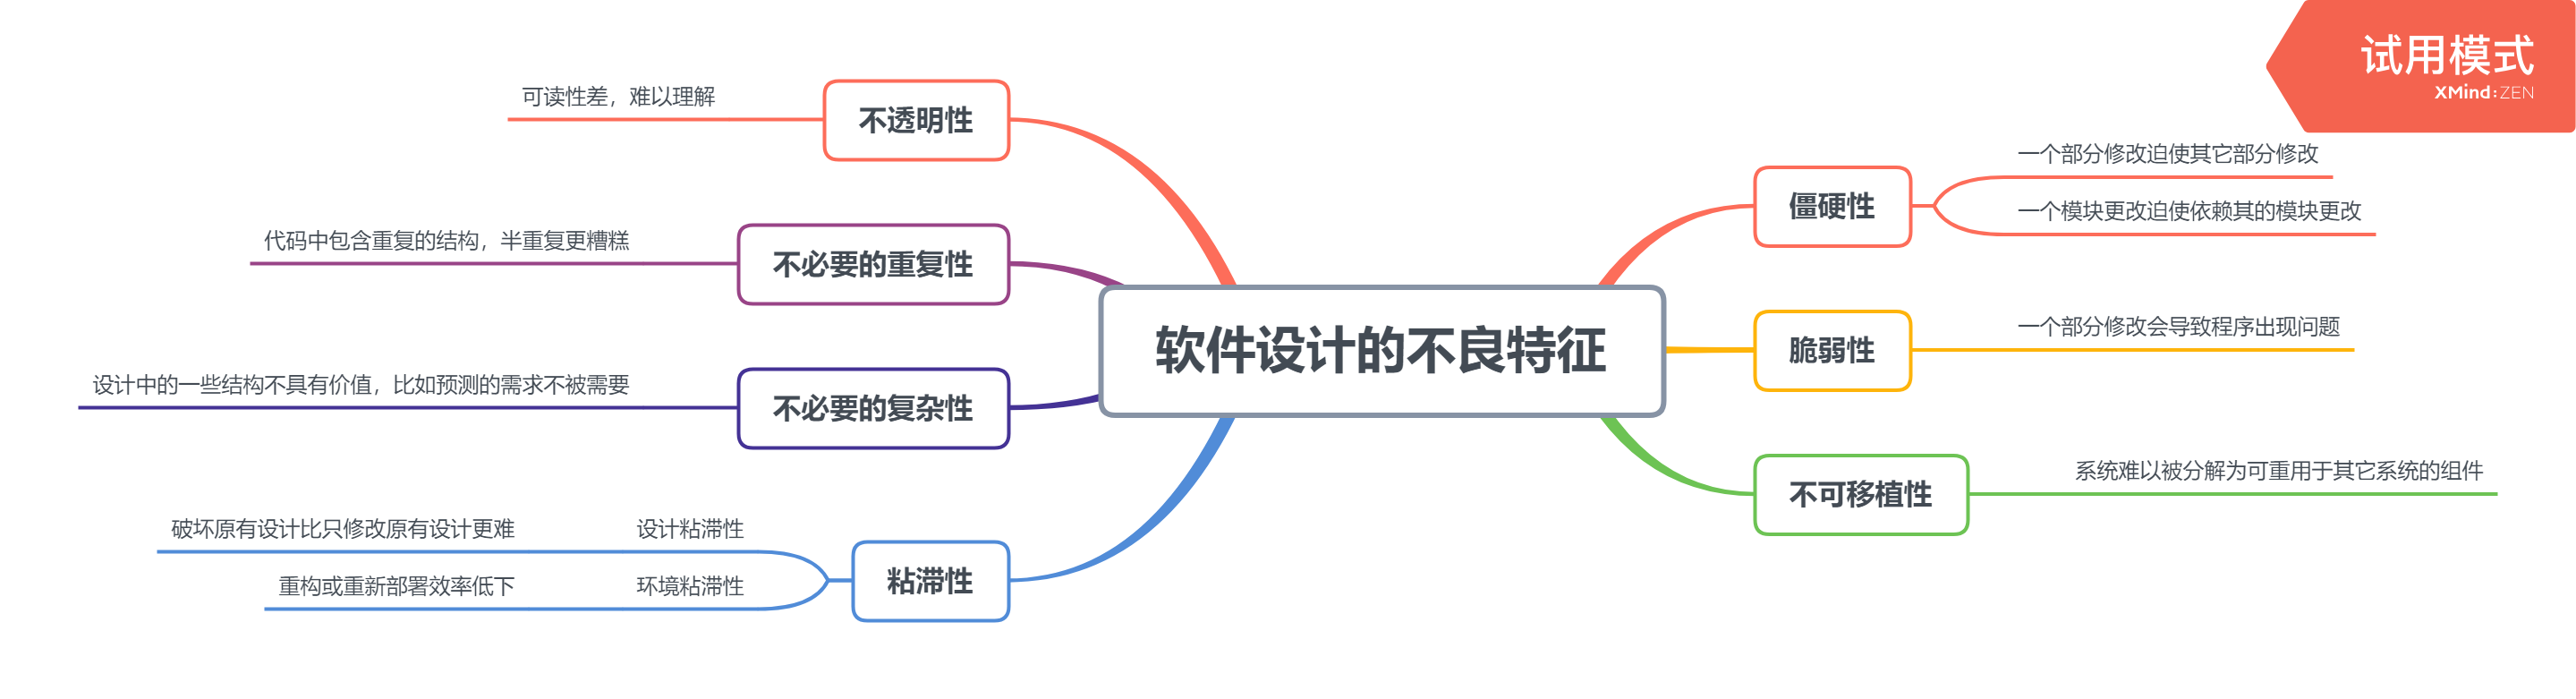 试用模式
XMind:ZEN
软件设计的不良特征
僵硬性
一个部分修改迫使其它部分修改
一个模块更改迫使依赖其的模块更改
脆弱性
一个部分修改会导致程序出现问题
不可移植性
系统难以被分解为可重用于其它系统的组件
不透明性
可读性差，难以理解
不必要的重复性
代码中包含重复的结构，半重复更糟糕
不必要的复杂性
设计中的一些结构不具有价值，比如预测的需求不被需要
粘滞性
设计粘滞性
破坏原有设计比只修改原有设计更难
环境粘滞性
重构或重新部署效率低下